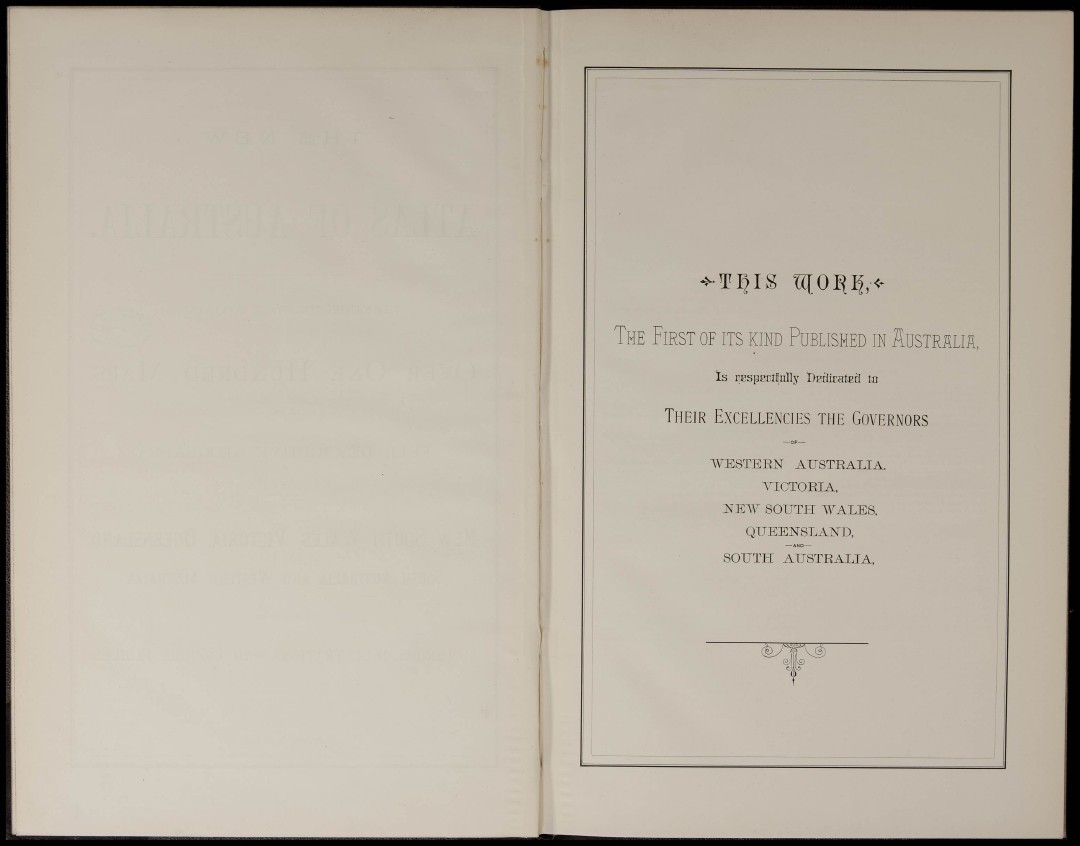 THIS WORK,
THE FIRST OF ITS KIND PUBLISHED IN AUSTRALIA,
Is respectfully Dedicated to
THEIR EXCELLENCIES THE GOVERNORS
—OF—
WESTERN AUSTRALIA.
VICTORIA,
NEW SOUTH WALES,
QUEENSLAND,
—AND—
SOUTH AUSTRALIA,